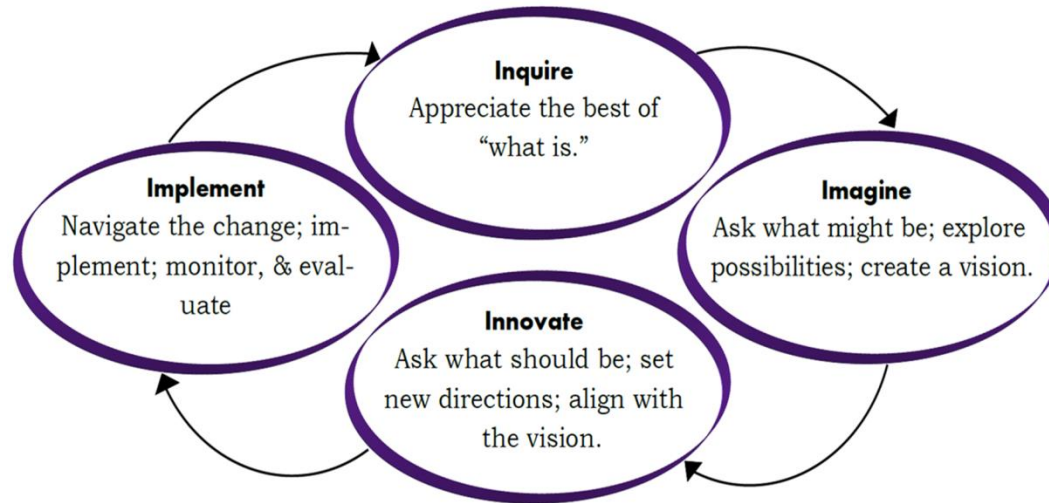 Inquire
Appreciate the best of
“what is.”
Imagine
Ask what might be; explore
possibilities; create a vision.
Innovate
Ask what should be; set
new directions; align with
the vision.
Implement
Navigate the change; im-
plement; monitor, & eval-
uate